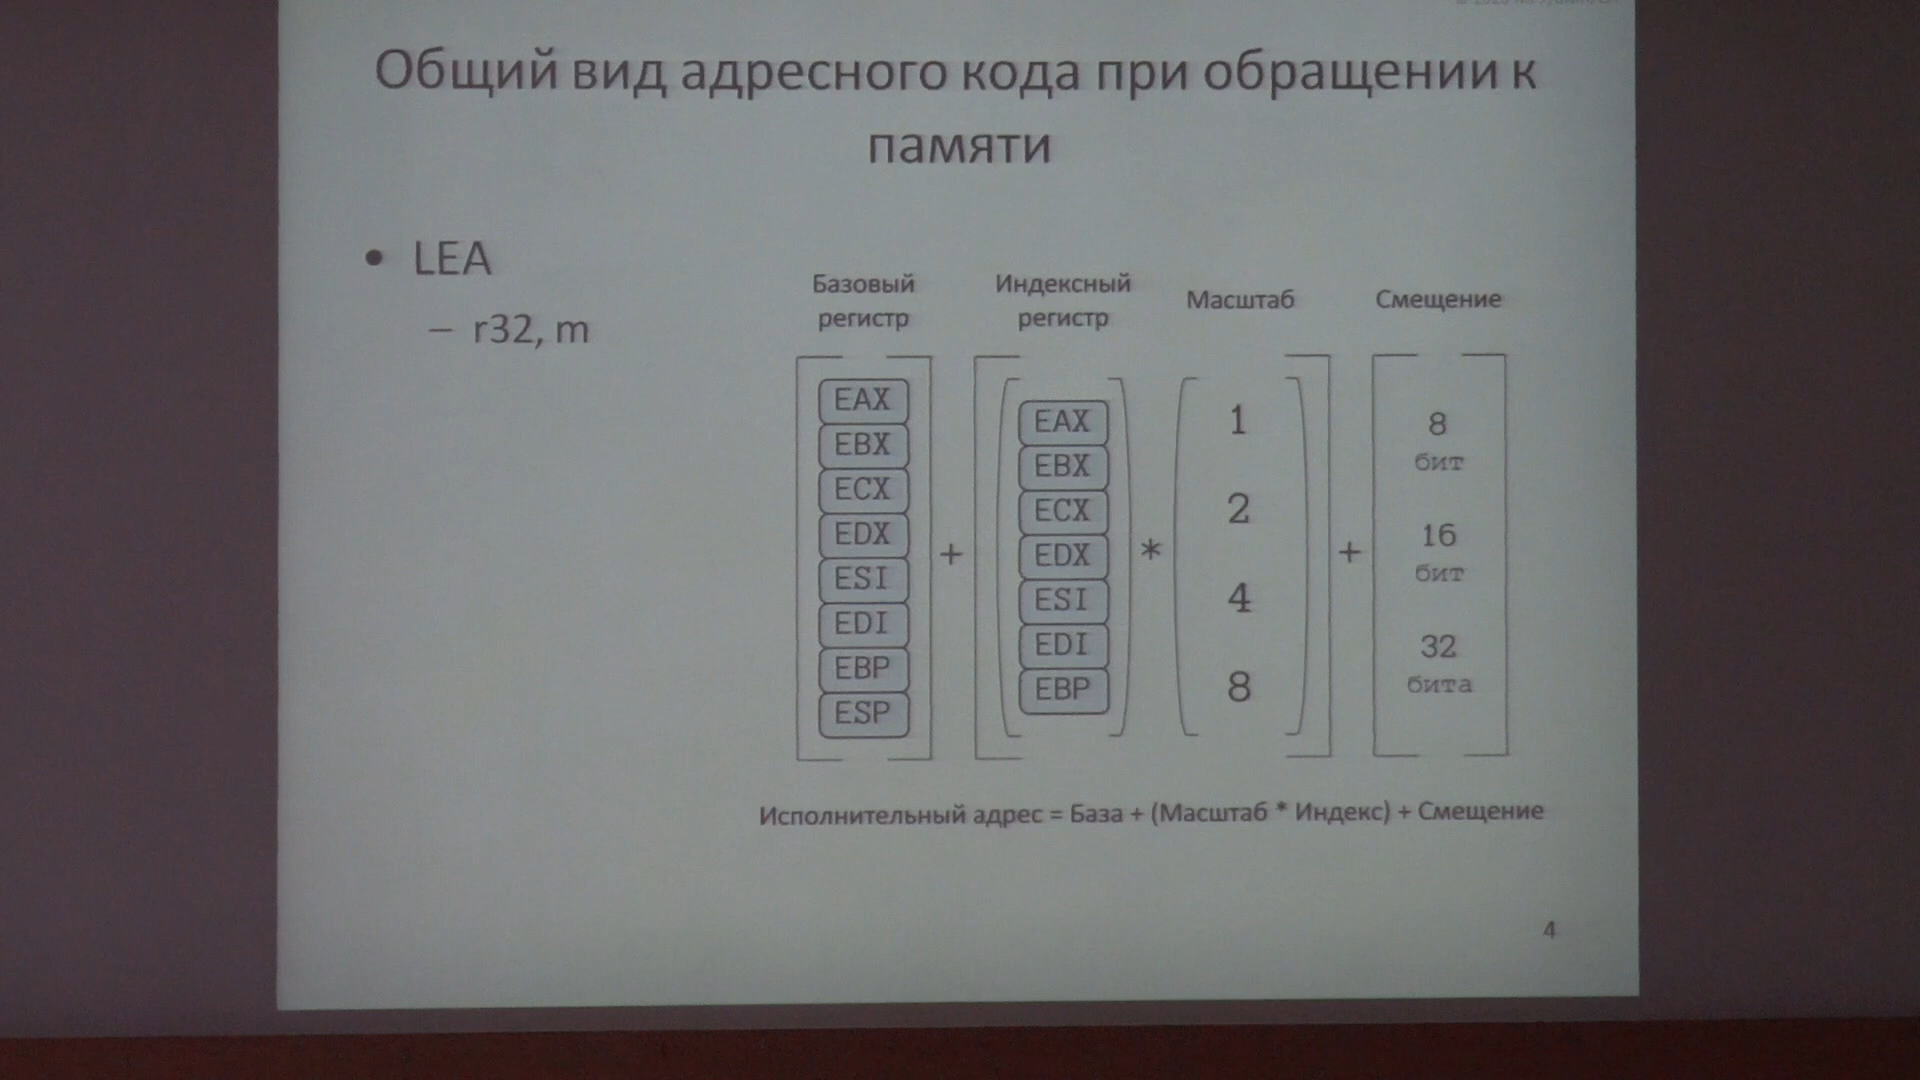 Общий вид адресного кода при обращении к
памяти
• LEA
– r32, m
Базовый
регистр
Индексный
регистр
Масштаб
Смещение
EAX
EBX
ECX
EDX
ESI
EDI
EBP
ESP
+
EAX
EBX
ECX
EDX
ESI
EDI
EBP
*
1
2
4
8
+
8
бит
16
бит
32
бита
Исполнительный адрес = База + (Масштаб * Индекс) + Смещение
4